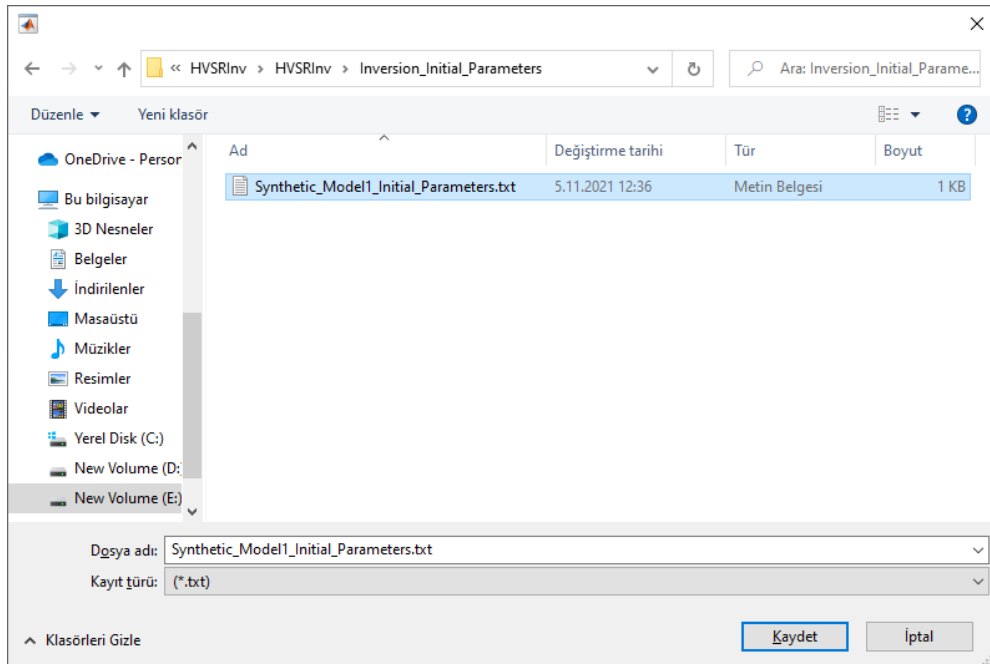 « HVSRInv > HVSRInv > Inversion_Initial_Parameters
Ara: Inversion_Initial_Parame...
Düzenle Yeni klasör
?
Ad Değiştirme tarihi Tür Boyut
Synthetic_Model1_Initial_Parameters.txt 5.11.2021 12:36 Metin Belgesi 1 KB
OneDrive - Person
Bu bilgisayar
3D Nesneler
Belgeler
İndirilenler
Masaüstü
Müzikler
Resimler
Videolar
Yerel Disk (C:)
New Volume (D:
New Volume (E:)
Dosya adı: Synthetic_Model1_Initial_Parameters.txt
Kayıt türü: (*.txt)
Klasörleri Gizle
Kaydet İptal